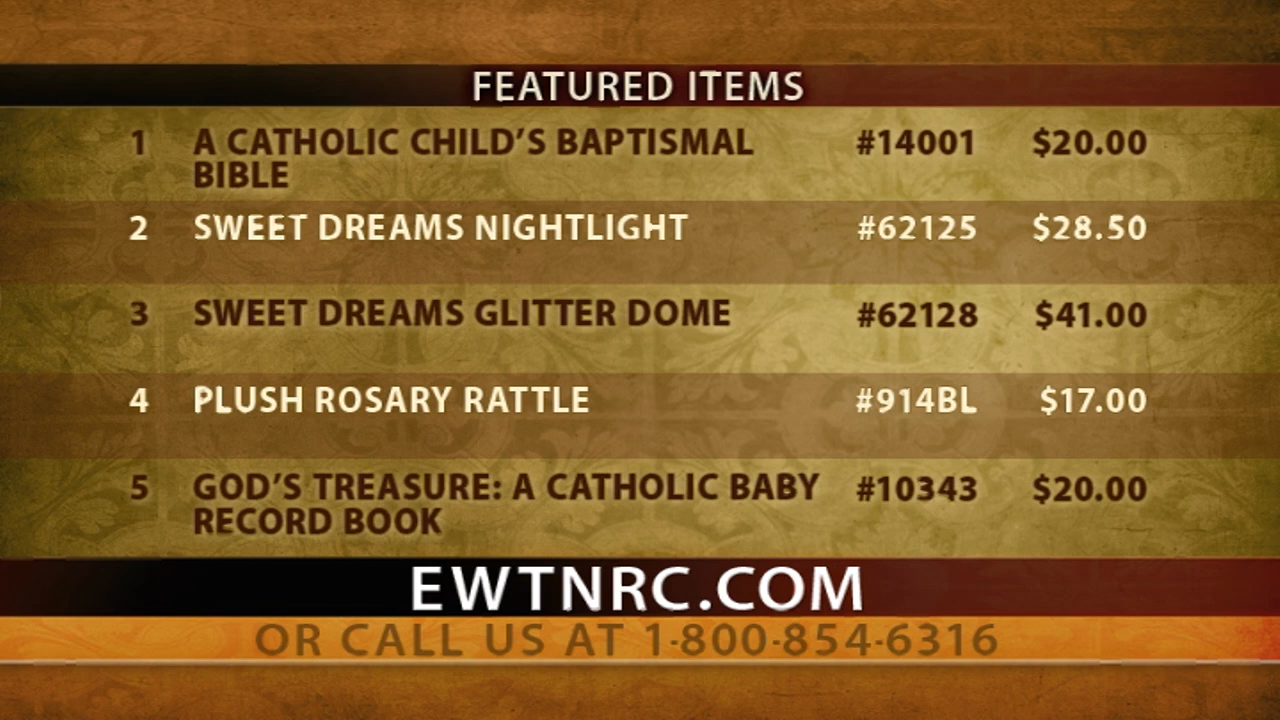 FEATURED ITEMS
1 A CATHOLIC CHILD'S BAPTISMAL #14001 $20.00
BIBLE
2 SWEET DREAMS NIGHTLIGHT #62125 $28.50
3 SWEET DREAMS GLITTER DOME #62128 $41.00
4 PLUSH ROSARY RATTLE #914BL $17.00
5 GOD'S TREASURE: A CATHOLIC BABY #10343 $20.00
RECORD BOOK
EWTNRC.COM
OR CALL US AT 1-800-854-6316